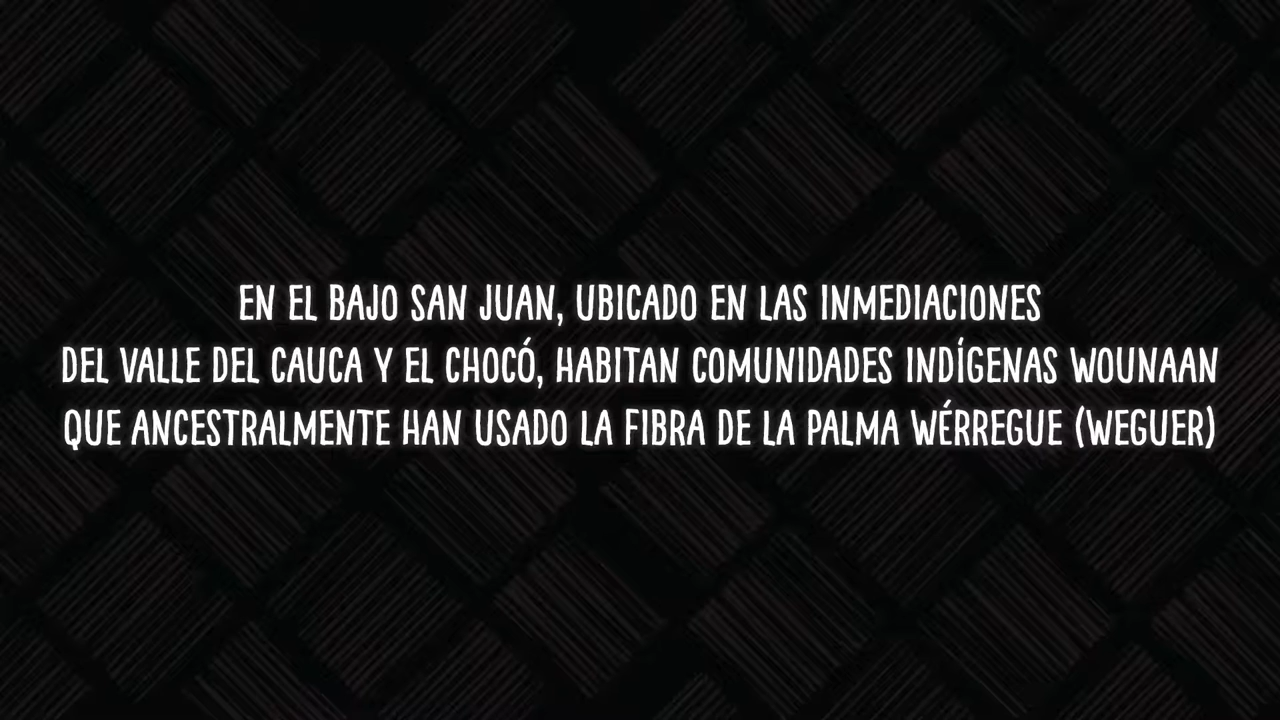 EN EL BAJO SAN JUAN, UBICADO EN LAS INMEDIACIONES
DEL VALLE DEL CAUCA Y EL CHOCÓ, HABITAN COMUNIDADES INDÍGENAS WOUNAAN
QUE ANCESTRALMENTE HAN USADO LA FIBRA DE LA PALMA WÉRREGUE (WEGUER)